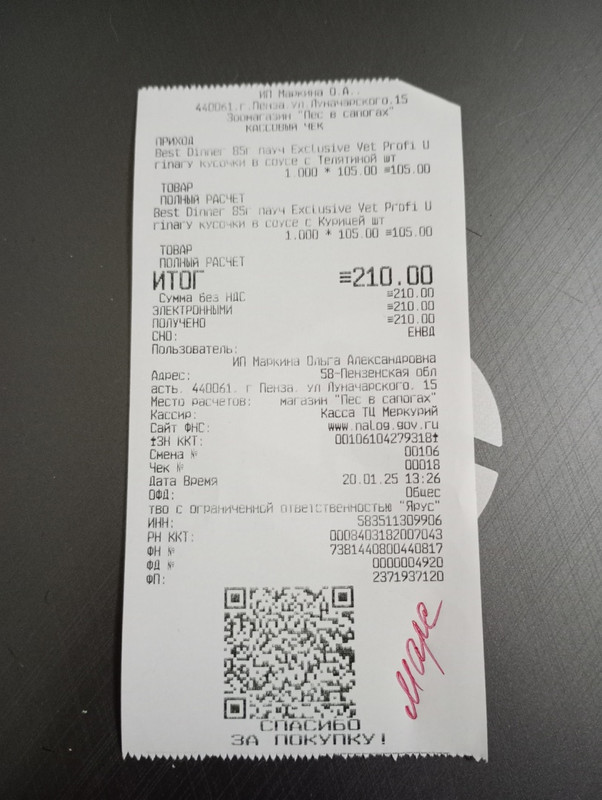 ИП Маркина О.А..
440061.г.Пенза.ул.Луначарского.15
Зоомагазин "Пес в сапогах"
КАССОВЫЙ ЧЕК
ПРИХОД
Best Dinner 85г пауч Exclusive Vet Profi U
rinary кусочки в соусе с Телятиной шт
1.000 * 105.00 ≡105.00
ТОВАР
ПОЛНЫЙ РАСЧЕТ
Best Dinner 85г пауч Exclusive Vet Profi U
rinary кусочки в соусе с Курицей шт
1.000 * 105.00 ≡105.00
ТОВАР
ПОЛНЫЙ РАСЧЕТ
ИТОГ ≡210.00
Сумма без НДС ≡210.00
ЭЛЕКТРОННЫМИ ≡210.00
ПОЛУЧЕНО ≡210.00
СНО: ЕНВД
Пользователь:
ИП Маркина Ольга Александровна
Адрес: 58-Пензенская обл
асть. 440061. г Пенза. ул Луначарского. 15
Место расчетов: магазин "Пес в сапогах"
Кассир: Касса ТЦ Меркурий
Сайт ФНС: www.nalog.gov.ru
‡ЗН ККТ: 00106104279318‡
Смена № 00106
Чек № 00018
Дата Время 20.01.25 13:26
ОФД: Общес
тво с ограниченной ответственностью "Ярус"
ИНН: 583511309906
РН ККТ: 0008403182007043
ФН № 7381440800440817
ФД № 0000004920
ФП: 2371937120
СПАСИБО
ЗА ПОКУПКУ!